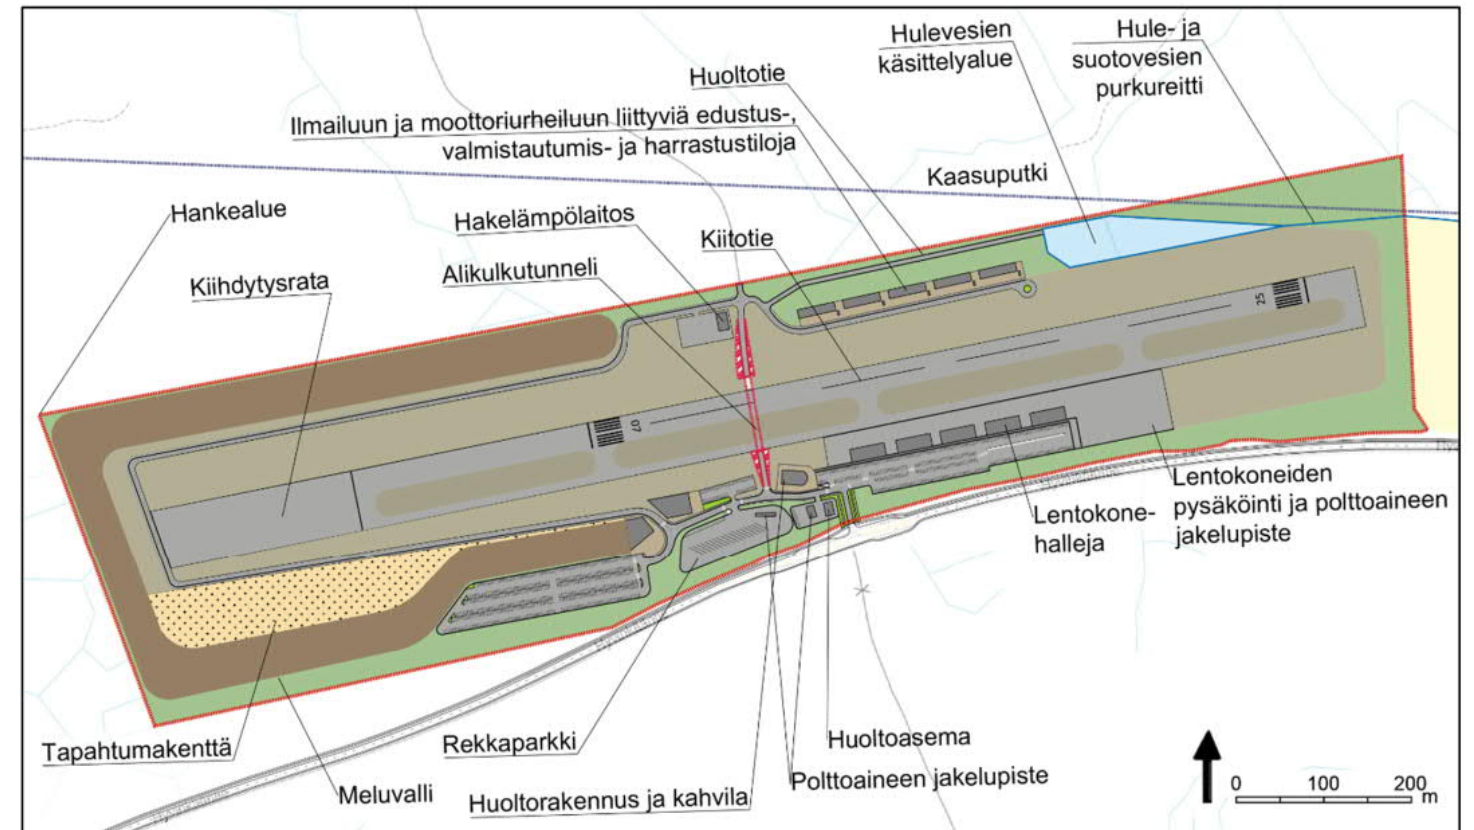 Hulevesien
käsittelyalue
Hule- ja
suotovesien
purkureitti
Huoltotie
Ilmailuun ja moottoriurheiluun liittyviä edustus-,
valmistautumis- ja harrastustiloja
Kaasuputki
Hankealue
Hakelämpölaitos
Kiitotie
Alikulkutunneli
Kiihdytysrata
25
07
Lentokoneiden
pysäköinti ja polttoaineen
jakelupiste
Lentokone-
halleja
Tapahtumakenttä
Rekkaparkki
Huoltoasema
Meluvalli
Huoltorakennus ja kahvila
Polttoaineen jakelupiste
0 100 200
m